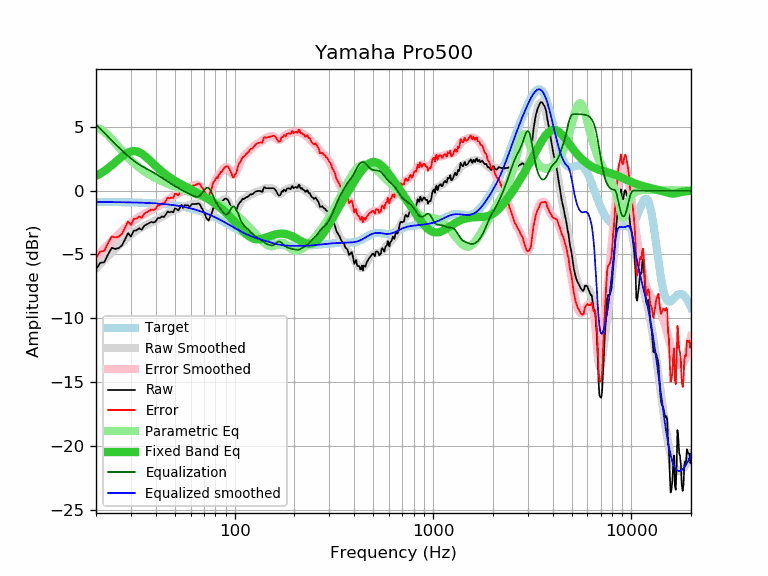 Yamaha Pro500
Amplitude (dBr)
5
0
−5
−10
−15
−20
−25
Target
Raw Smoothed
Error Smoothed
Raw
Error
Parametric Eq
Fixed Band Eq
Equalization
Equalized smoothed
100
1000
10000
Frequency (Hz)